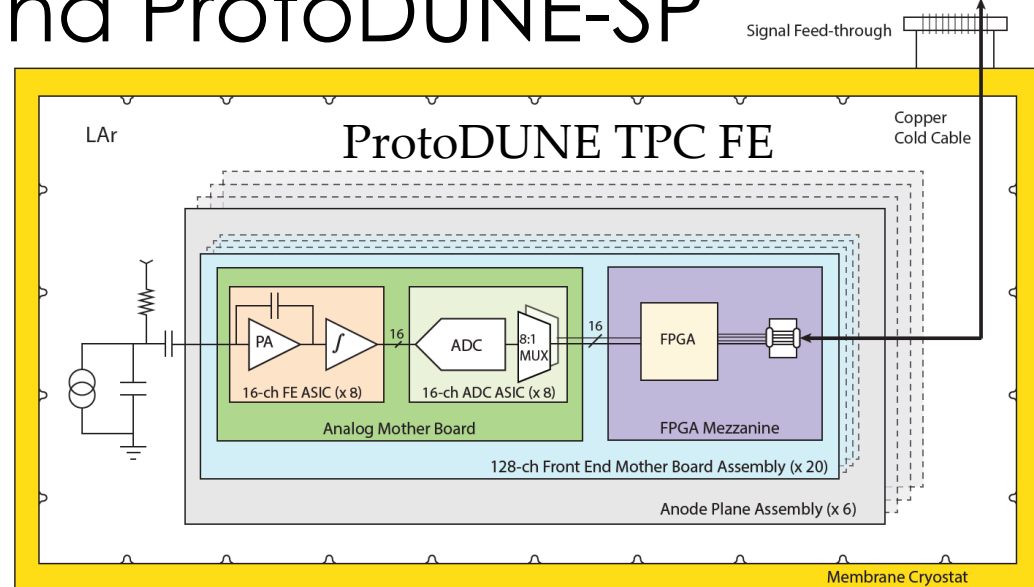 nd ProtoDUNE-SP
Signal Feed-through
LAr
ProtoDUNE TPC FE
Copper
Cold Cable
PA
∫
16
ADC
8:1
MUX
16
FPGA
16-ch FE ASIC (x 8)
16-ch ADC ASIC (x 8)
Analog Mother Board
FPGA Mezzanine
128-ch Front End Mother Board Assembly (x 20)
Anode Plane Assembly (x 6)
Membrane Cryostat